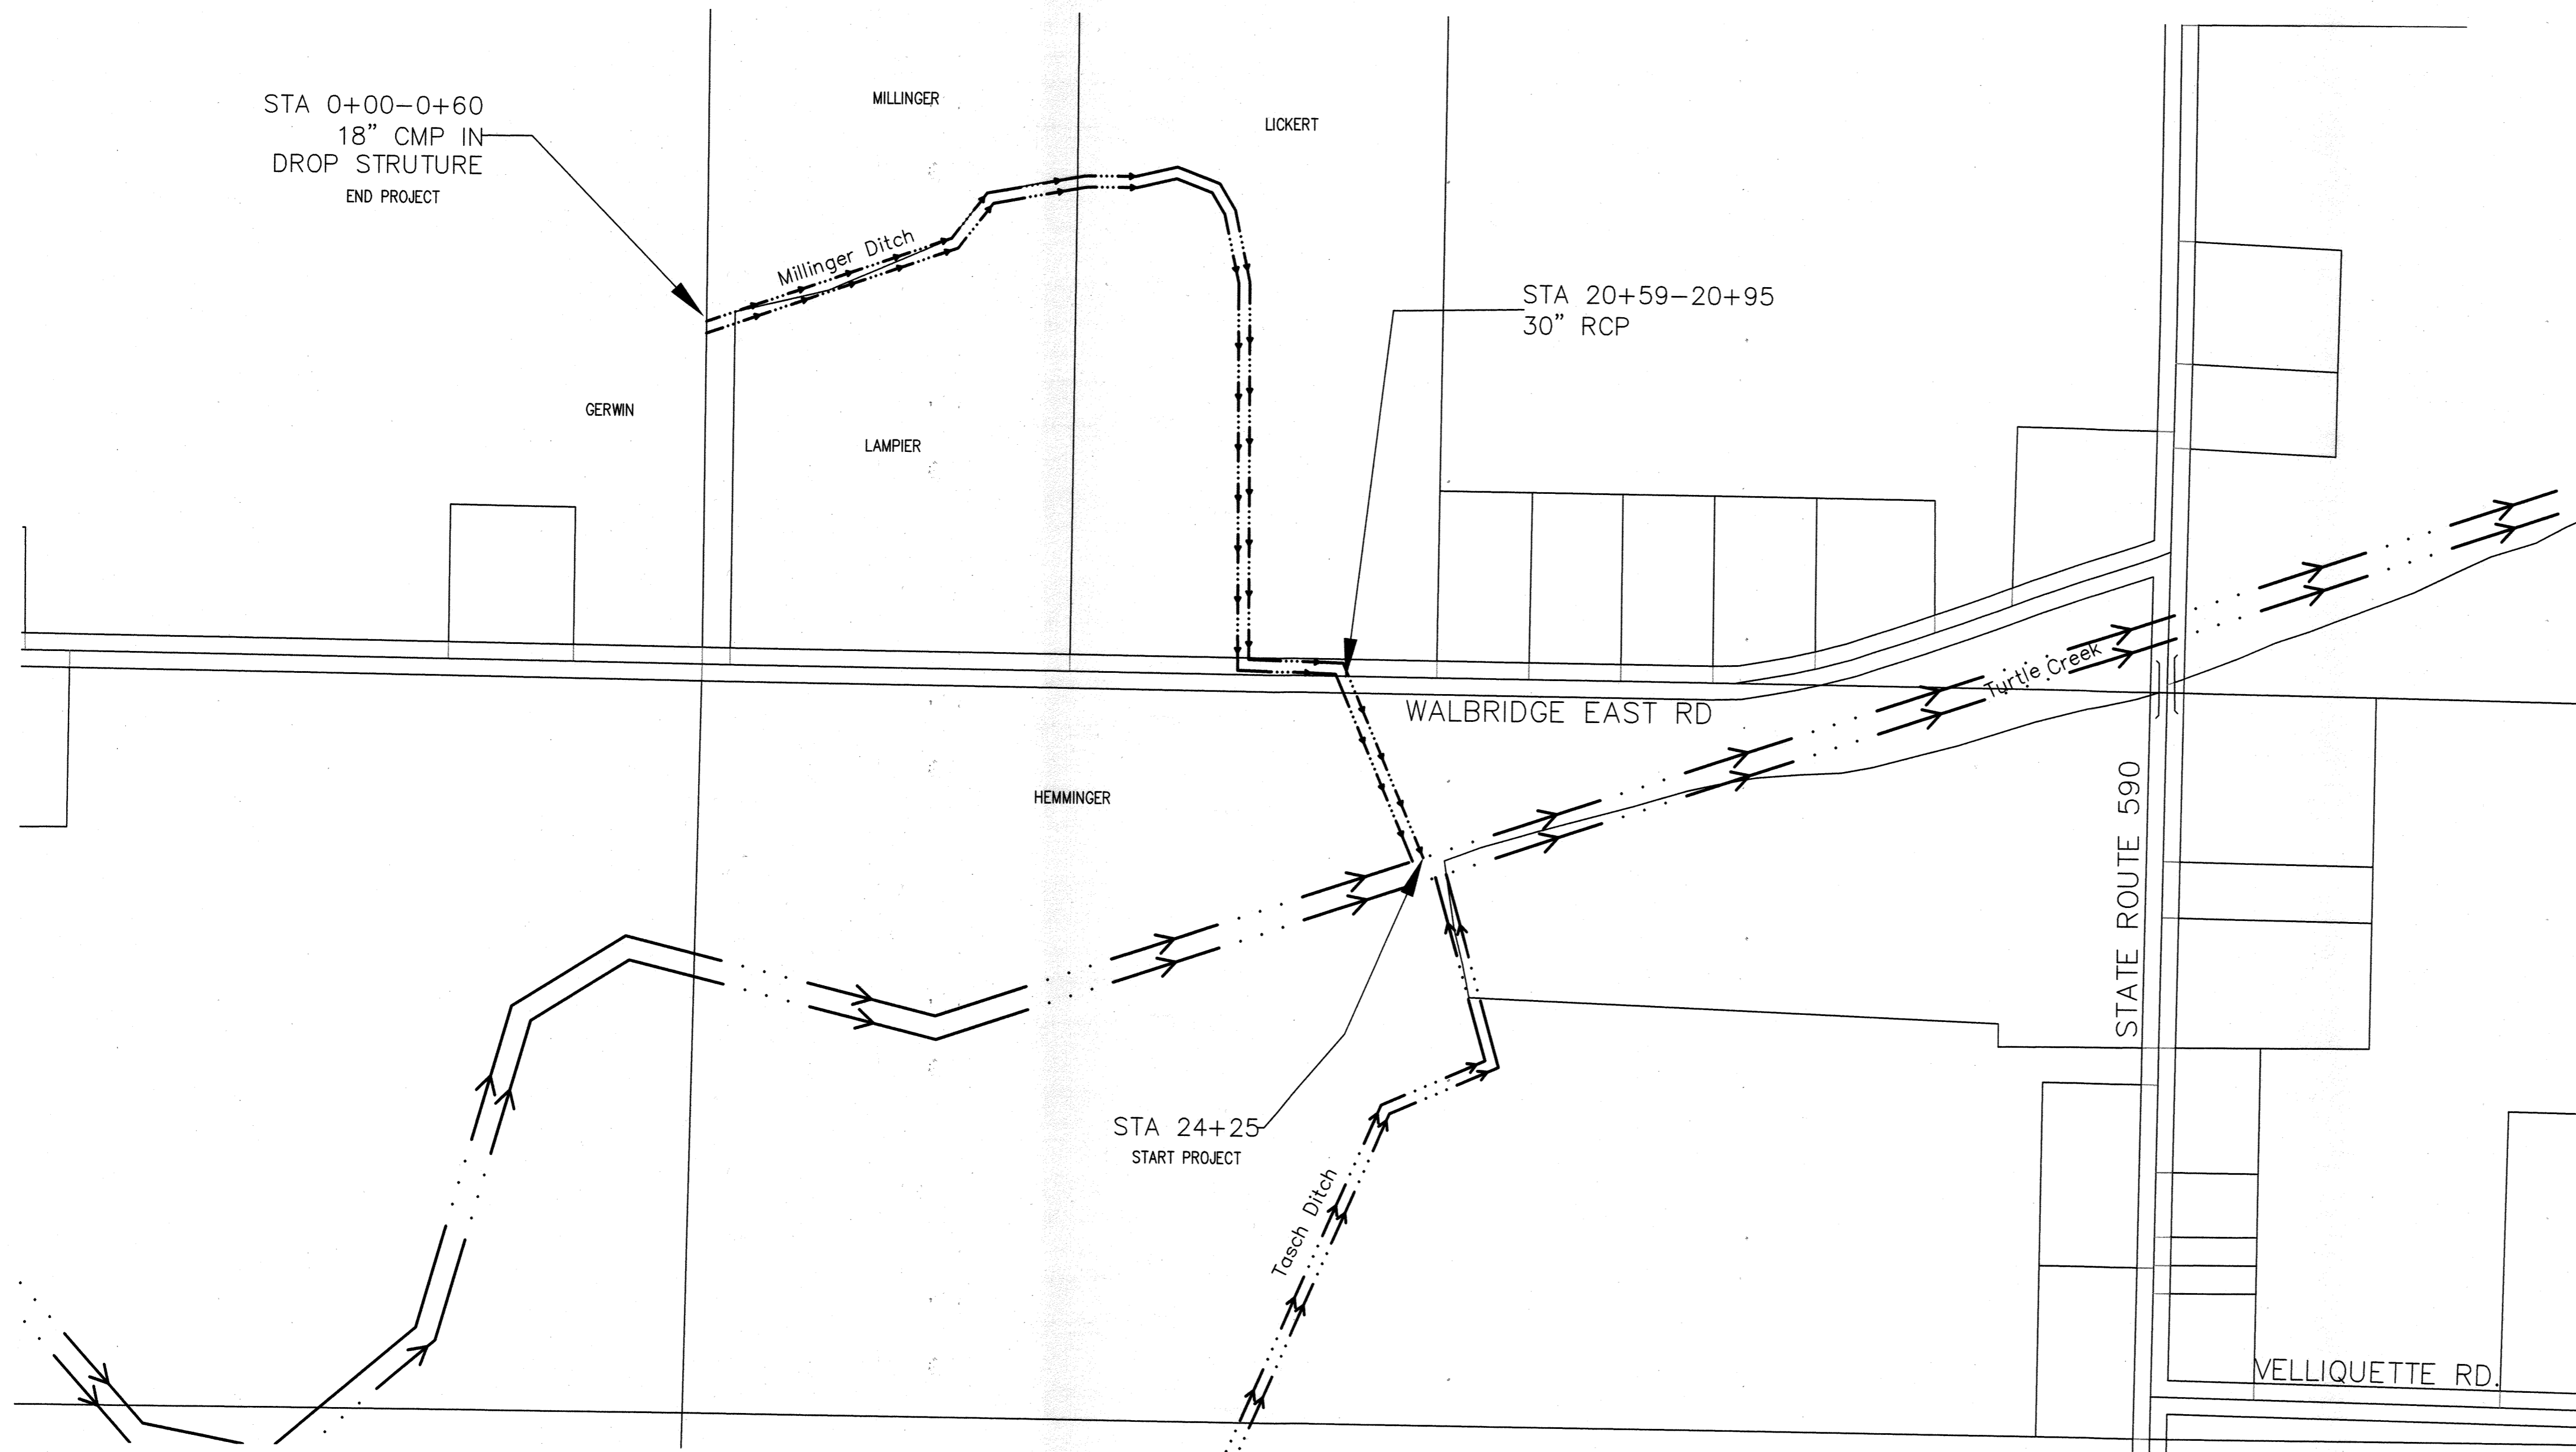 MILLINGER
STA 0+00-0+60
18" CMP IN
DROP STRUTURE
END PROJECT
LICKERT
Millinger Ditch
STA 20+59-20+95
30" RCP
GERWIN
LAMPIER
Turtle Creek
WALBRIDGE EAST RD
HEMMINGER
STATE ROUTE 590
STA 24+25
START PROJECT
Tasch Ditch
VELLIQUETTE RD.